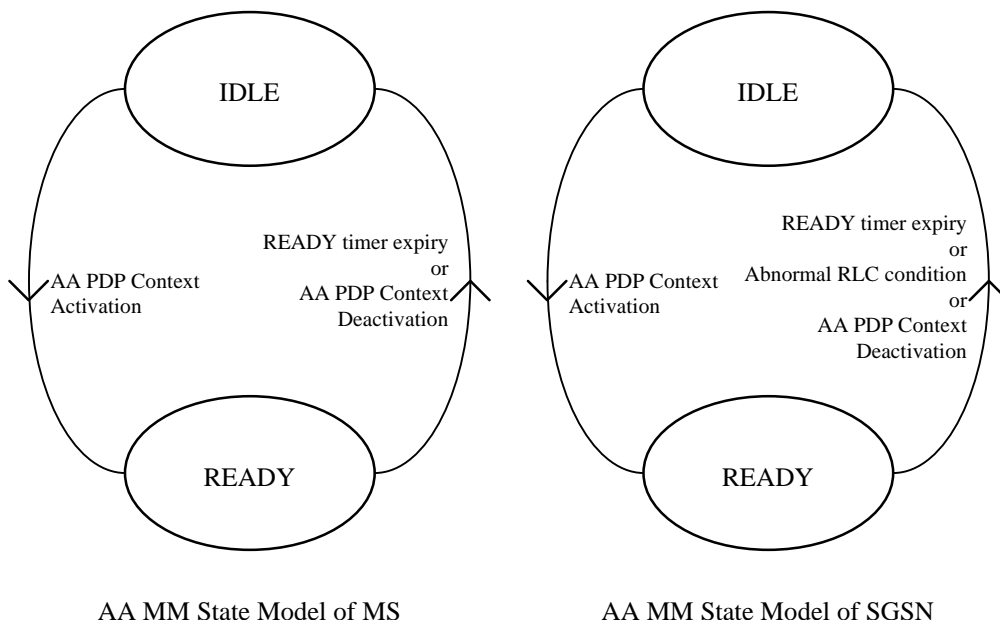 IDLE
AA PDP Context
Activation
READY timer expiry
or
AA PDP Context
Deactivation
READY
AA MM State Model of MS
IDLE
AA PDP Context
Activation
READY timer expiry
or
Abnormal RLC condition
or
AA PDP Context
Deactivation
READY
AA MM State Model of SGSN